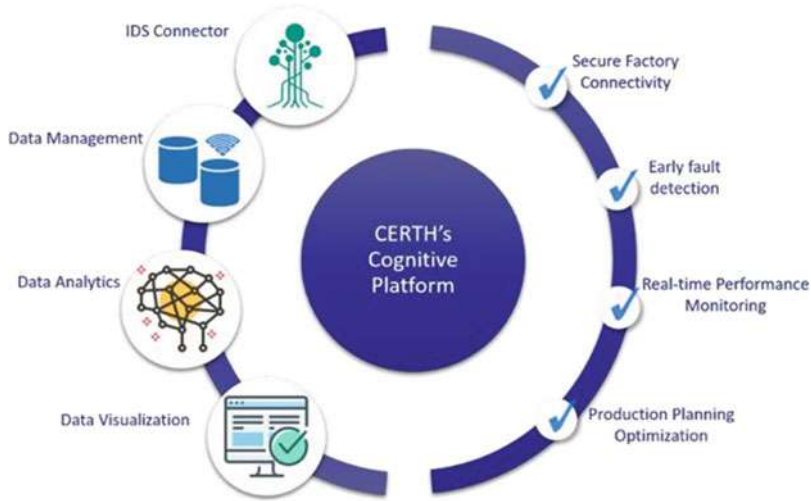 IDS Connector
Data Management
Data Analytics
Data Visualization
CERTH's
Cognitive
Platform
Secure Factory
Connectivity
Early fault
detection
Real-time Performance
Monitoring
Production Planning
Optimization